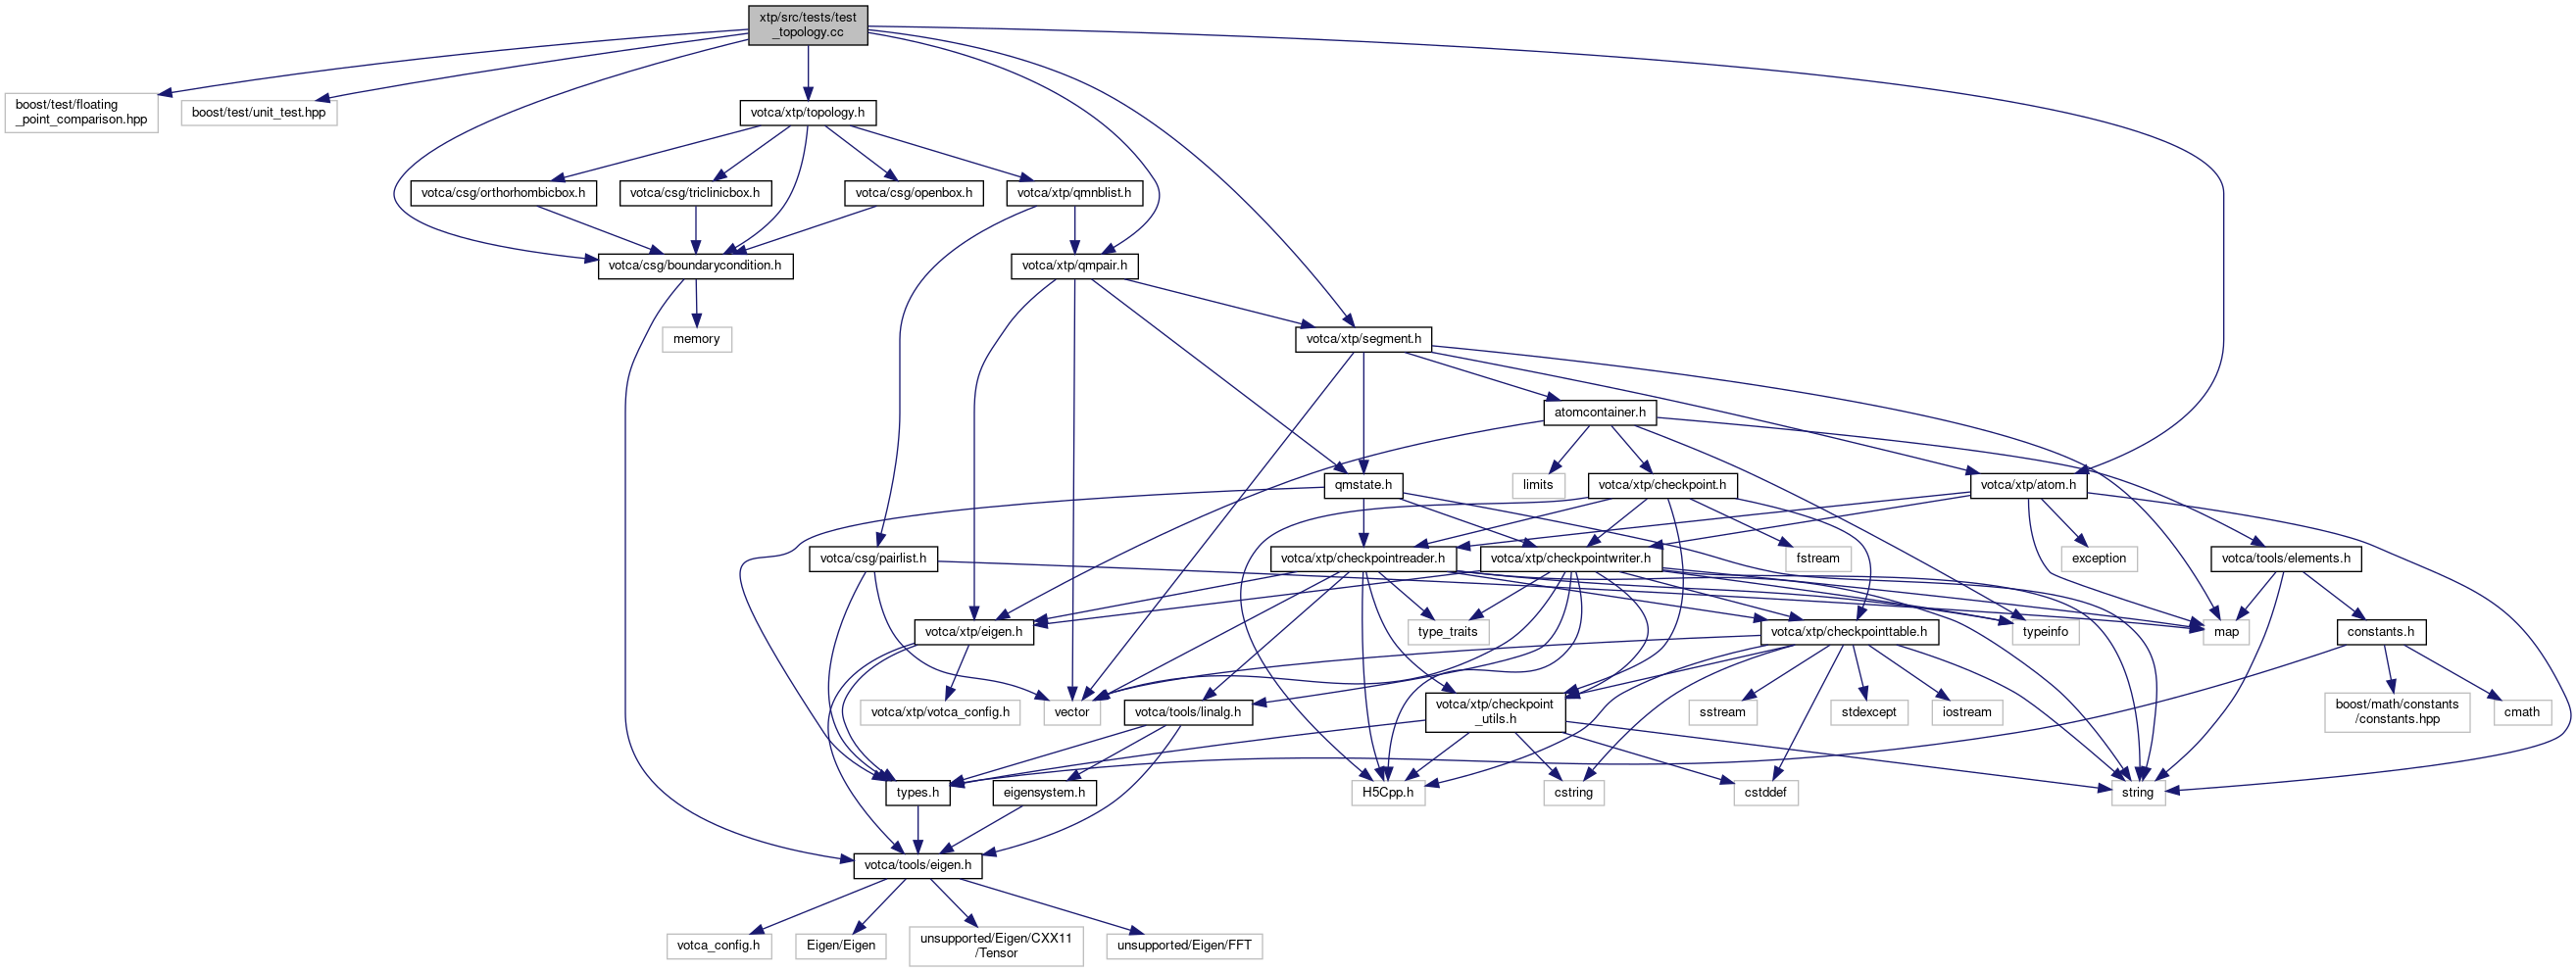 xtp/src/tests/test
_topology.cc
boost/test/floating
_point_comparison.hpp
boost/test/unit_test.hpp
votca/xtp/topology.h
votca/csg/orthorhombicbox.h
votca/csg/triclinicbox.h
votca/csg/openbox.h
votca/xtp/qmnblist.h
votca/csg/boundarycondition.h
votca/xtp/qmpair.h
memory
votca/xtp/segment.h
atomcontainer.h
qmstate.h
limits
votca/xtp/checkpoint.h
votca/xtp/atom.h
votca/csg/pairlist.h
votca/xtp/checkpointreader.h
votca/xtp/checkpointwriter.h
fstream
exception
votca/tools/elements.h
votca/xtp/eigen.h
type_traits
votca/xtp/checkpointtable.h
typeinfo
map
constants.h
votca/xtp/votca_config.h
vector
votca/tools/linalg.h
votca/xtp/checkpoint
_utils.h
sstream
stdexcept
iostream
boost/math/constants
/constants.hpp
cmath
types.h
eigensystem.h
H5Cpp.h
cstring
cstddef
string
votca/tools/eigen.h
votca_config.h
Eigen/Eigen
unsupported/Eigen/CXX11
/Tensor
unsupported/Eigen/FFT